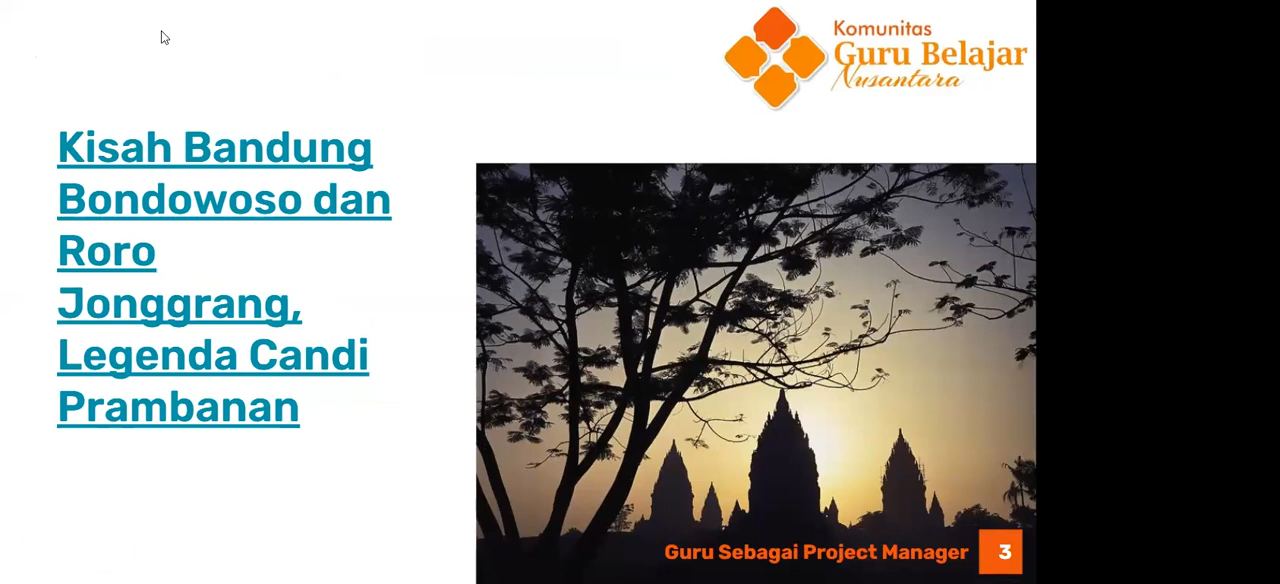 Komunitas
Guru Belajar
Nusantara
Kisah Bandung
Bondowoso dan
Roro
Jonggrang,
Legenda Candi
Prambanan
Guru Sebagai Project Manager
3